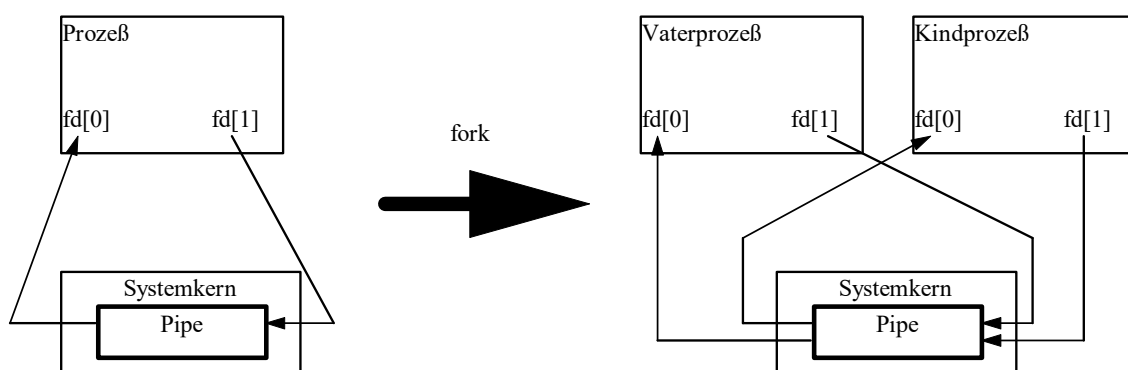 Prozeß
fd[0] fd[1]
Systemkern
Pipe
fork
Vaterprozeß Kindprozeß
fd[0] fd[1] fd[0] fd[1]
Systemkern
Pipe